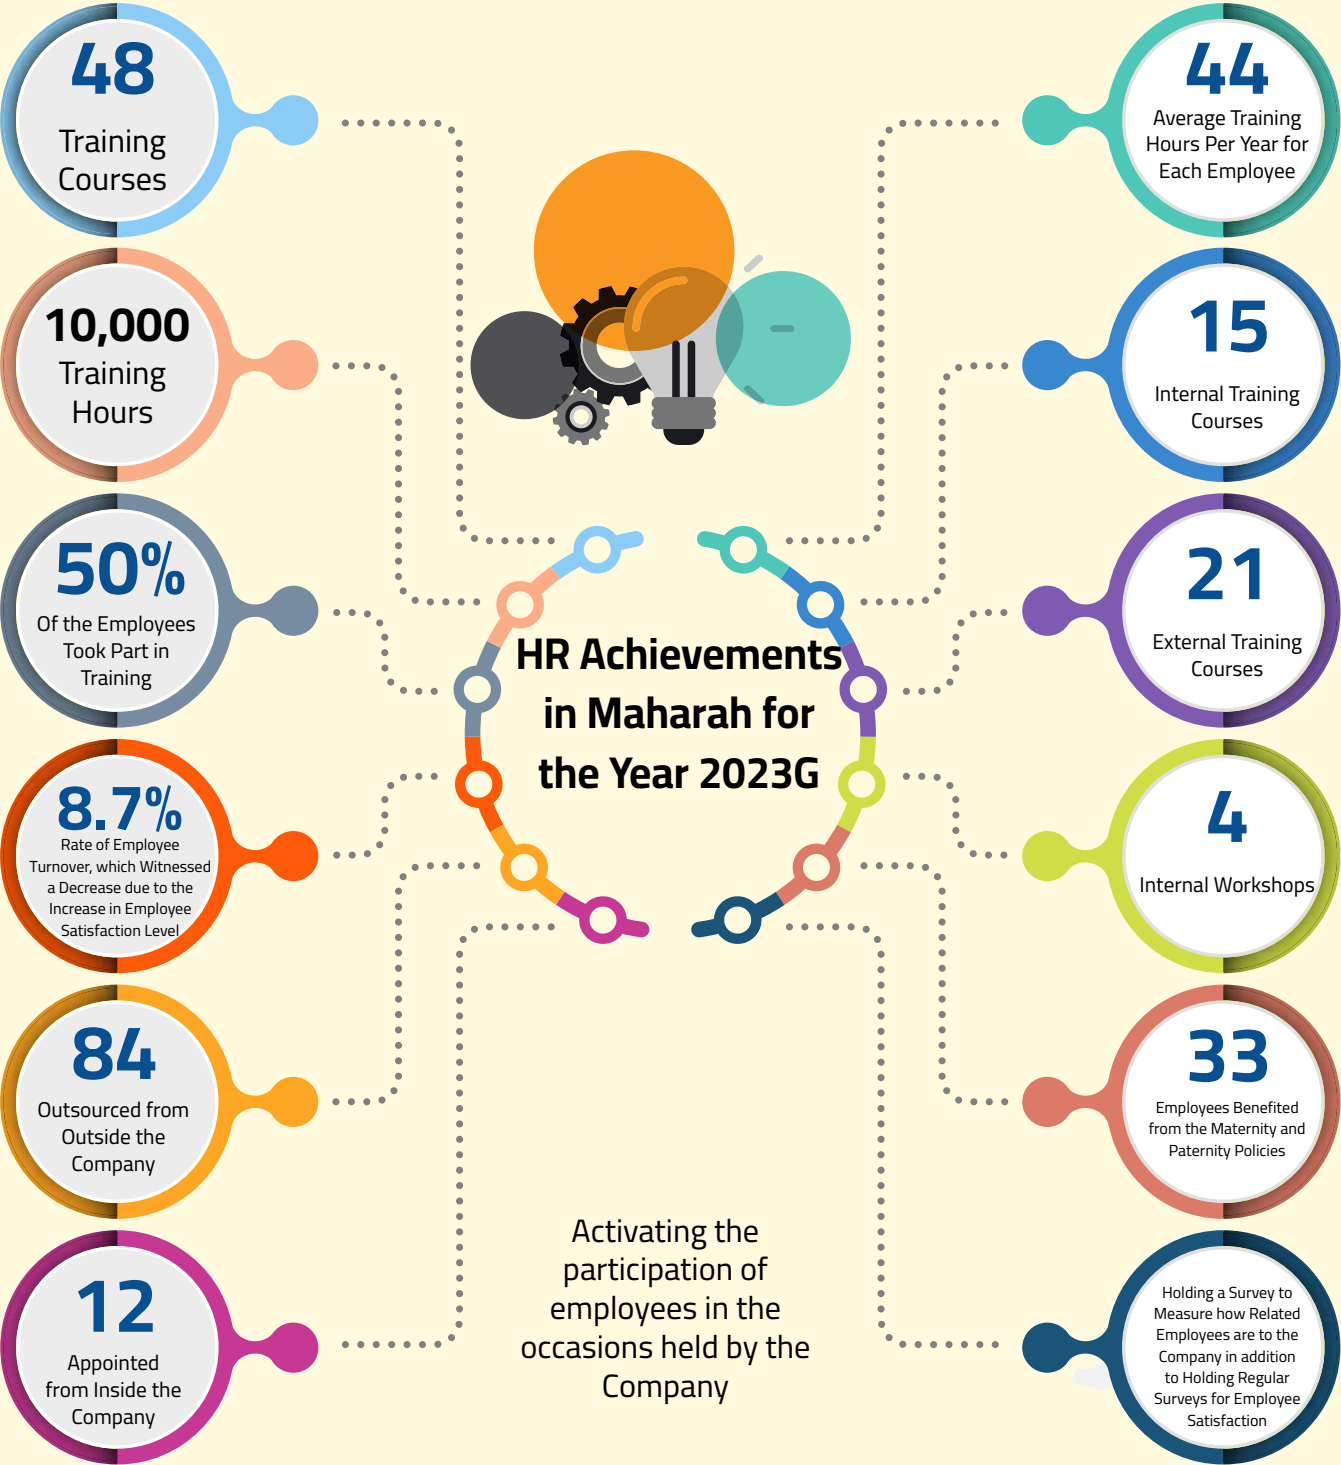 48
Training
Courses
10,000
Training
Hours
50%
Of the Employees
Took Part in
Training
8.7%
Rate of Employee
Turnover, which Witnessed
a Decrease due to the
Increase in Employee
Satisfaction Level
84
Outsourced from
Outside the
Company
12
Appointed
from Inside the
Company
HR Achievements
in Maharah for
the Year 2023G
Activating the
participation of
employees in the
occasions held by the
Company
44
Average Training
Hours Per Year for
Each Employee
15
Internal Training
Courses
21
External Training
Courses
4
Internal Workshops
33
Employees Benefited
from the Maternity and
Paternity Policies
Holding a Survey to
Measure how Related
Employees are to the
Company in addition
to Holding Regular
Surveys for Employee
Satisfaction